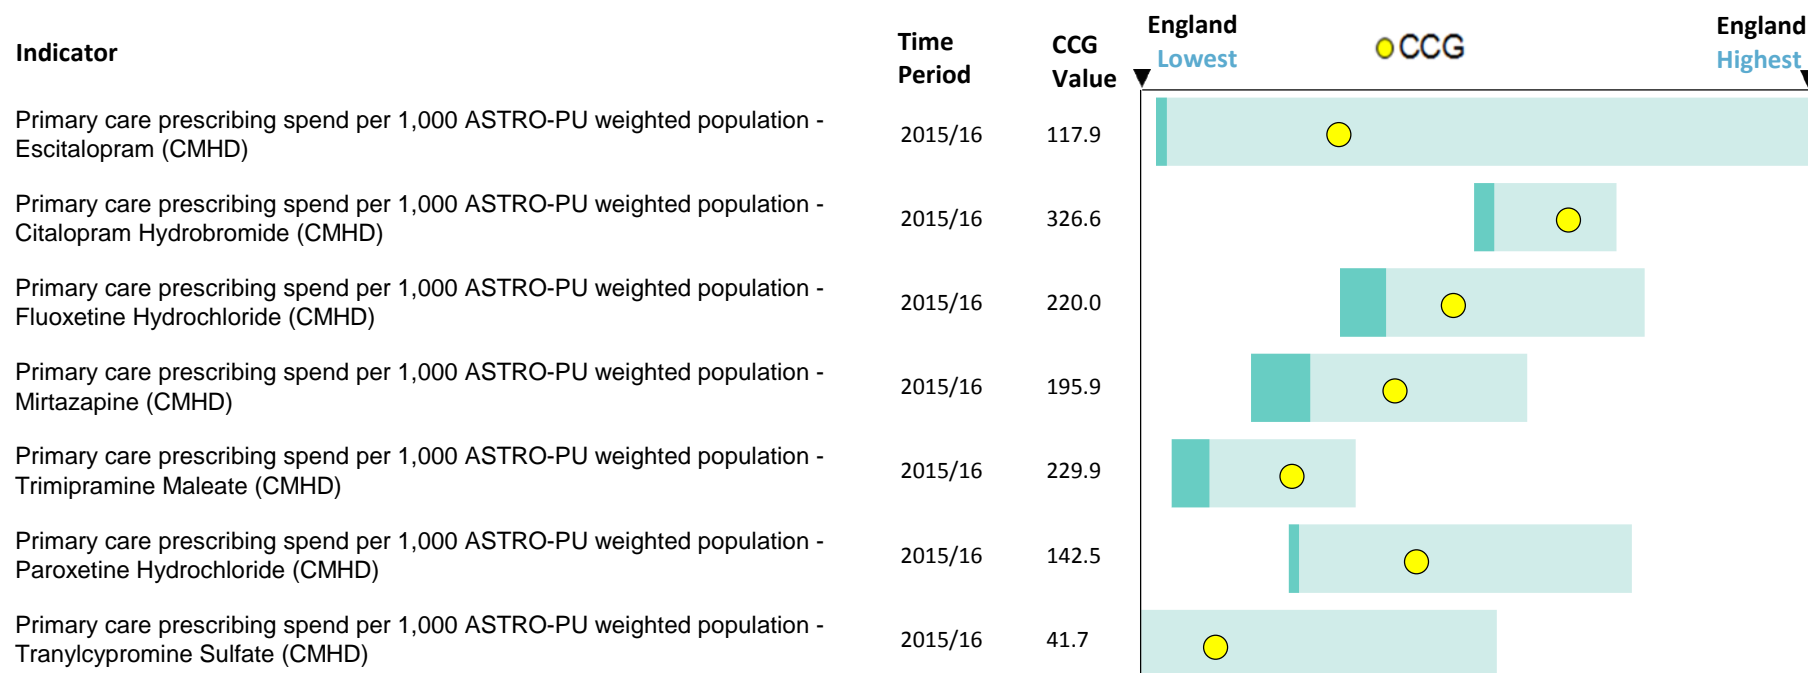 Indicator
Time Period
CCG Value
England Lowest
CCG
England Highest
Primary care prescribing spend per 1,000 ASTRO-PU weighted population -
Escitalopram (CMHD)
2015/16
117.9
Primary care prescribing spend per 1,000 ASTRO-PU weighted population -
Citalopram Hydrobromide (CMHD)
2015/16
326.6
Primary care prescribing spend per 1,000 ASTRO-PU weighted population -
Fluoxetine Hydrochloride (CMHD)
2015/16
220.0
Primary care prescribing spend per 1,000 ASTRO-PU weighted population -
Mirtazapine (CMHD)
2015/16
195.9
Primary care prescribing spend per 1,000 ASTRO-PU weighted population -
Trimipramine Maleate (CMHD)
2015/16
229.9
Primary care prescribing spend per 1,000 ASTRO-PU weighted population -
Paroxetine Hydrochloride (CMHD)
2015/16
142.5
Primary care prescribing spend per 1,000 ASTRO-PU weighted population -
Tranylcypromine Sulfate (CMHD)
2015/16
41.7